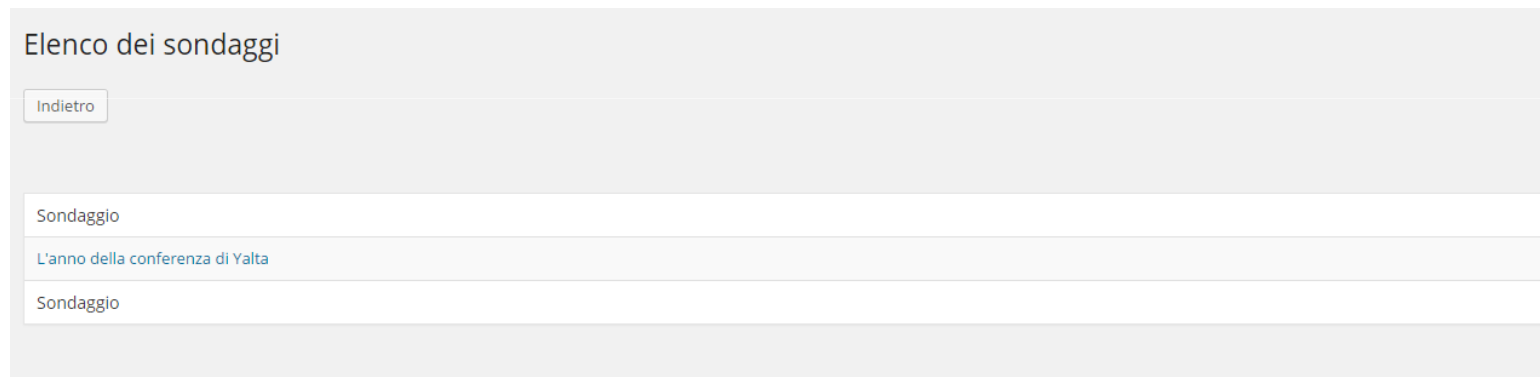 Elenco dei sondaggi
Indietro
Sondaggio
L'anno della conferenza di Yalta
Sondaggio